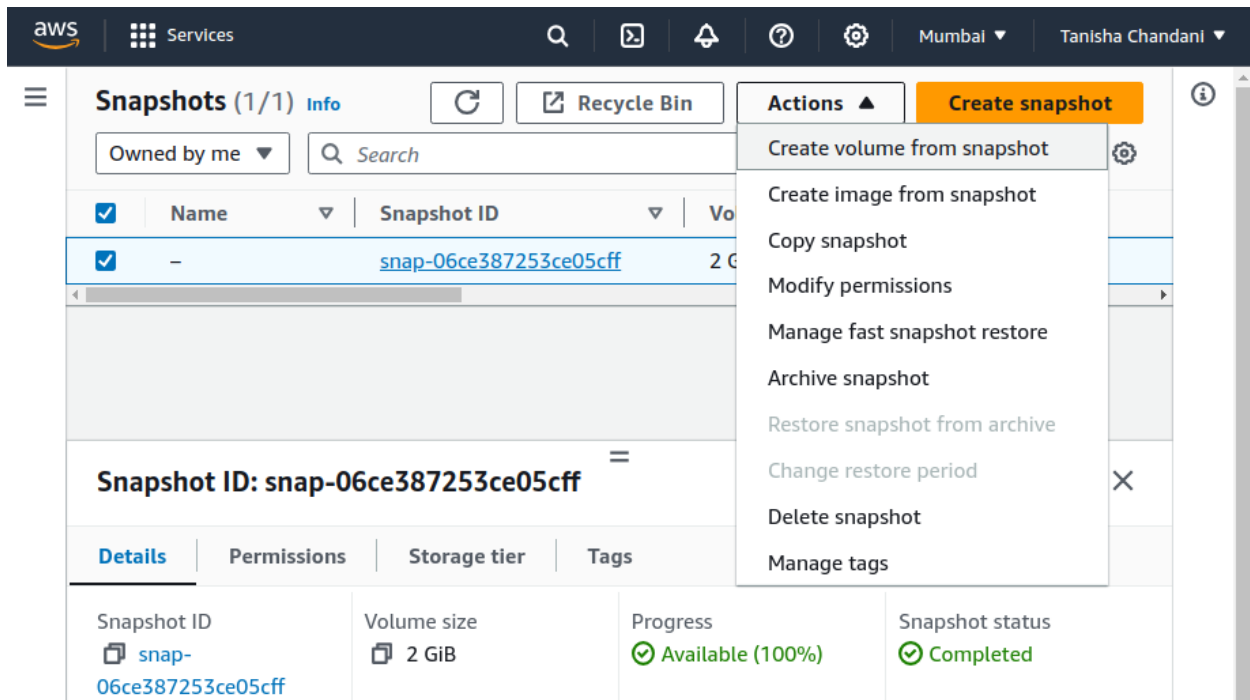 aws Services Mumbai Tanisha Chandani
Snapshots (1/1) Info Recycle Bin Actions Create snapshot
Owned by me Search
Create volume from snapshot
Create image from snapshot
Copy snapshot
Modify permissions
Manage fast snapshot restore
Archive snapshot
Restore snapshot from archive
Change restore period
Delete snapshot
Manage tags
Name Snapshot ID
– snap-06ce387253ce05cff 2
Snapshot ID: snap-06ce387253ce05cff
Details Permissions Storage tier Tags
Snapshot ID Volume size Progress Snapshot status
snap- 2 GiB Available (100%) Completed
06ce387253ce05cff